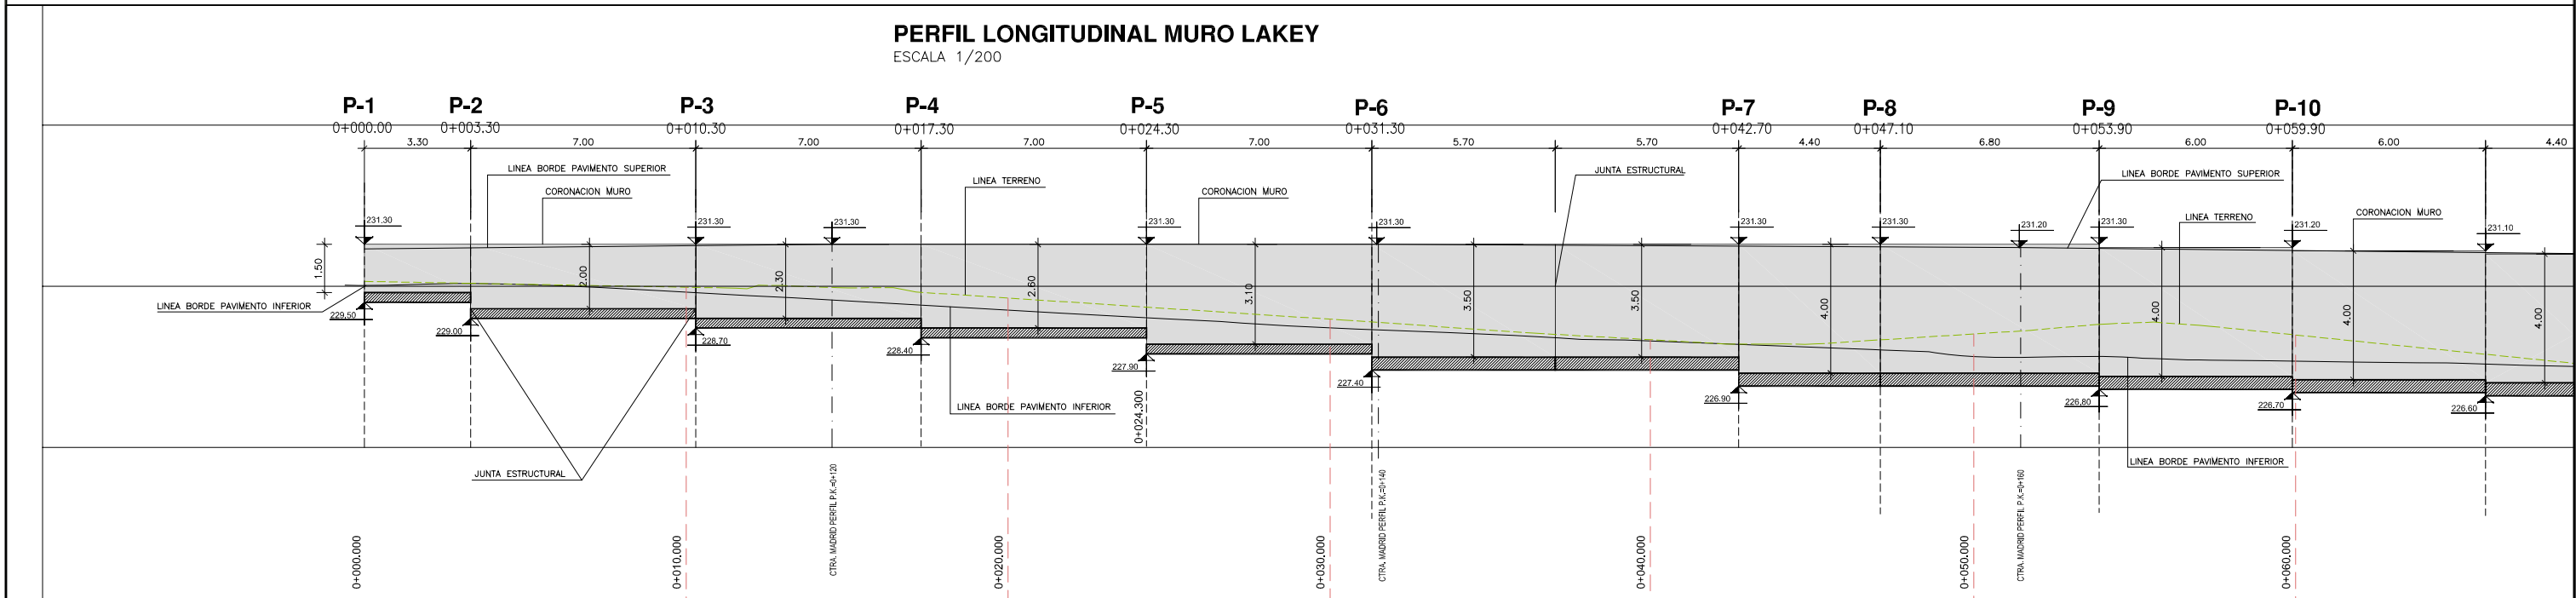 PERFIL LONGITUDINAL MURO LAKEY
ESCALA 1/200
P-1 P-2 P-3 P-4 P-5 P-6 P-7 P-8 P-9 P-10
0+000.00 0+003.30 0+010.30 0+017.30 0+024.30 0+031.30 0+042.70 0+047.10 0+053.90 0+059.90
3.30 7.00 7.00 7.00 7.00 5.70 5.70 4.40 6.80 6.00 6.00 4.40
LINEA BORDE PAVIMENTO SUPERIOR
CORONACION MURO
LINEA TERRENO
CORONACION MURO
JUNTA ESTRUCTURAL
LINEA BORDE PAVIMENTO SUPERIOR
LINEA TERRENO
CORONACION MURO
231.30 231.30 231.30 231.30 231.30 231.30 231.30 231.20 231.30 231.20 231.10
1.50 2.00 2.30 2.60 3.10 3.50 3.50 4.00 4.00 4.00 4.00
LINEA BORDE PAVIMENTO INFERIOR
229.50 229.00 228.70 228.40 227.90 227.40 226.90 226.80 226.70 226.60
LINEA BORDE PAVIMENTO INFERIOR
0+024.300
JUNTA ESTRUCTURAL
LINEA BORDE PAVIMENTO INFERIOR
CTRA. MADRID PERFIL P.K.=0+120
CTRA. MADRID PERFIL P.K.=0+140
CTRA. MADRID PERFIL P.K.=0+160
0+000.000 0+010.000 0+020.000 0+030.000 0+040.000 0+050.000 0+060.000